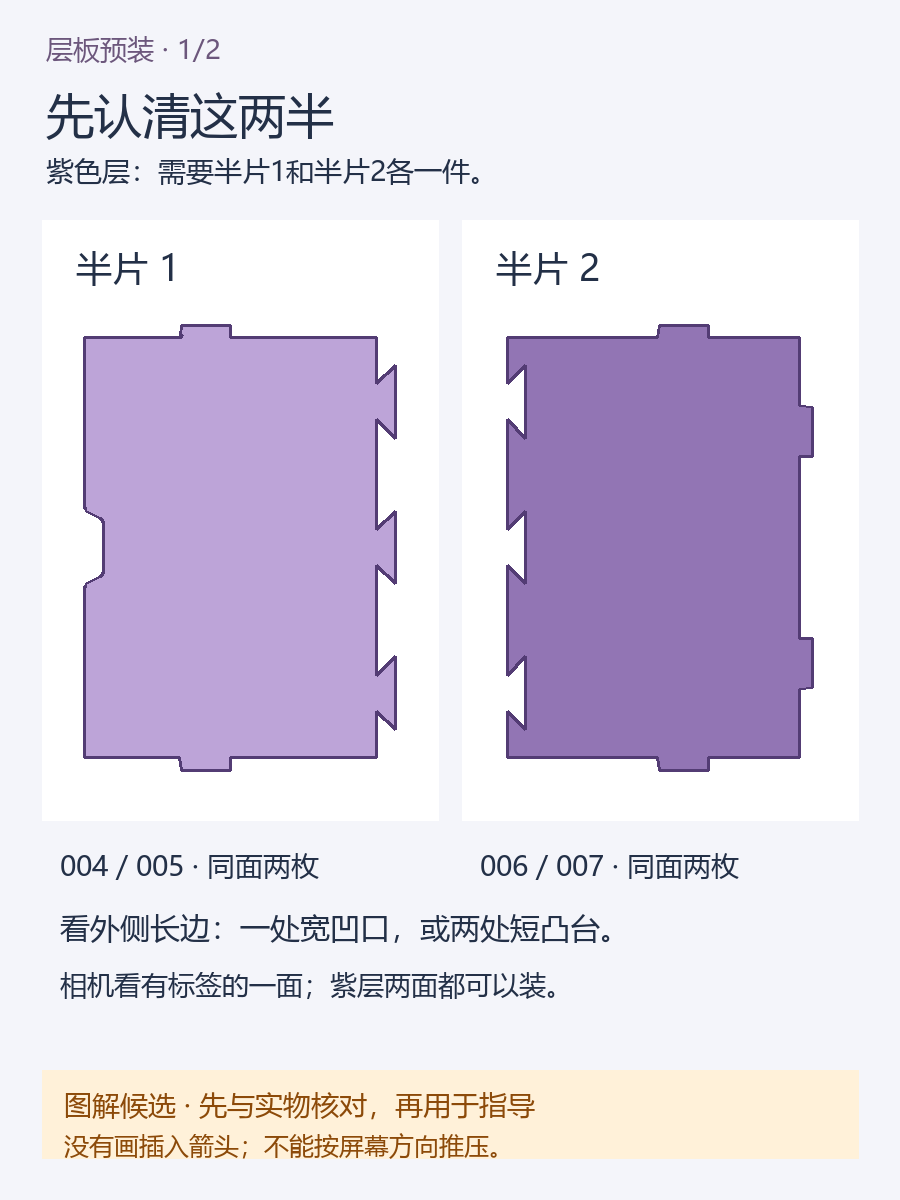 层板预装 · 1/2
先认清这两半
紫色层：需要半片1和半片2各一件。
半片 1
半片 2
004 / 005 · 同面两枚
006 / 007 · 同面两枚
看外侧长边：一处宽凹口，或两处短凸台。
相机看有标签的一面；紫层两面都可以装。
图解候选 · 先与实物核对，再用于指导
没有画插入箭头；不能按屏幕方向推压。